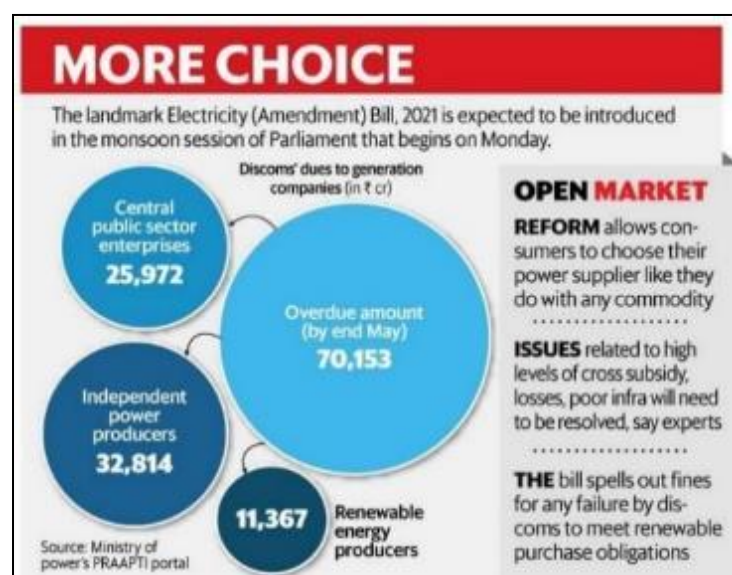 MORE CHOICE
The landmark Electricity (Amendment) Bill, 2021 is expected to be introduced
in the monsoon session of Parliament that begins on Monday.
Discoms' dues to generation
companies (in ₹ cr)
Central
public sector
enterprises
25,972
Overdue amount
(by end May)
70,153
Independent
power
producers
32,814
11,367
Renewable
energy
producers
Source: Ministry of
power's PRAAPTI portal
OPEN MARKET
REFORM allows con-
sumers to choose their
power supplier like they
do with any commodity
ISSUES related to high
levels of cross subsidy,
losses, poor infra will need
to be resolved, say experts
THE bill spells out fines
for any failure by dis-
coms to meet renewable
purchase obligations